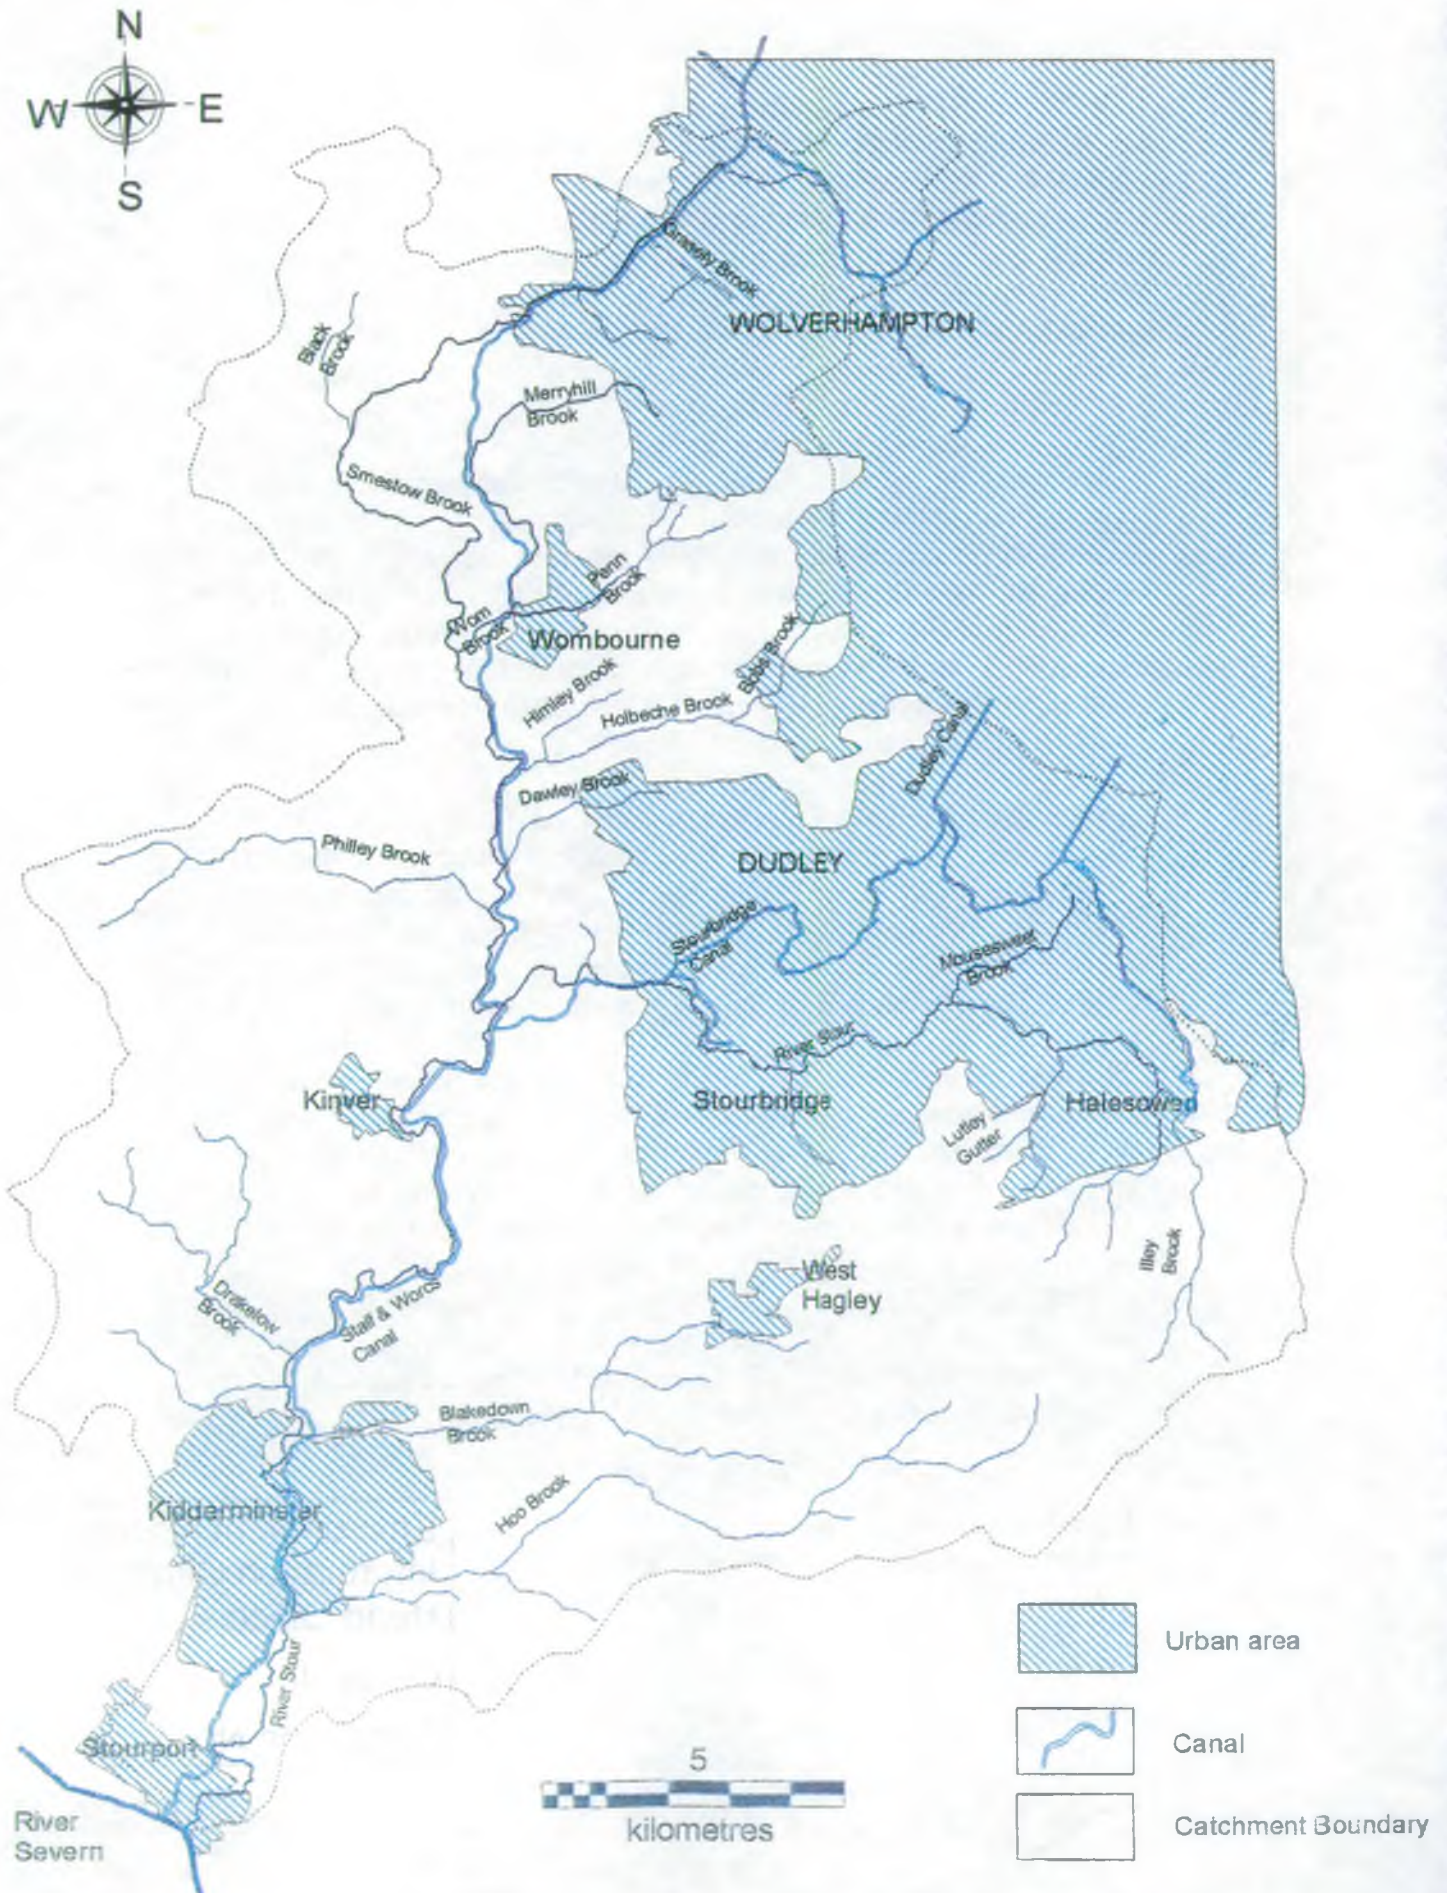 N
W
E
S
Grassty Brook
WOLVERHAMPTON
Black
Brook
Merryhill
Brook
Smestow Brook
Penn
Brook
Wom
Brook
Wombourne
Bobs Brook
Himley Brook
Holbeche Brook
Dudley Canal
Dawley Brook
Philley Brook
DUDLEY
Stourbridge
Canal
Mousesweet
Brook
River Stour
Kinver
Stourbridge
Halesowen
Lutley
Gutter
Illey
Brook
West
Hagley
Drakelow
Brook
Staff & Worcs
Canal
Blakedown
Brook
Hoo Brook
Kidderminster
River Stour
Stourport
River
Severn
5
kilometres
Urban area
Canal
Catchment Boundary